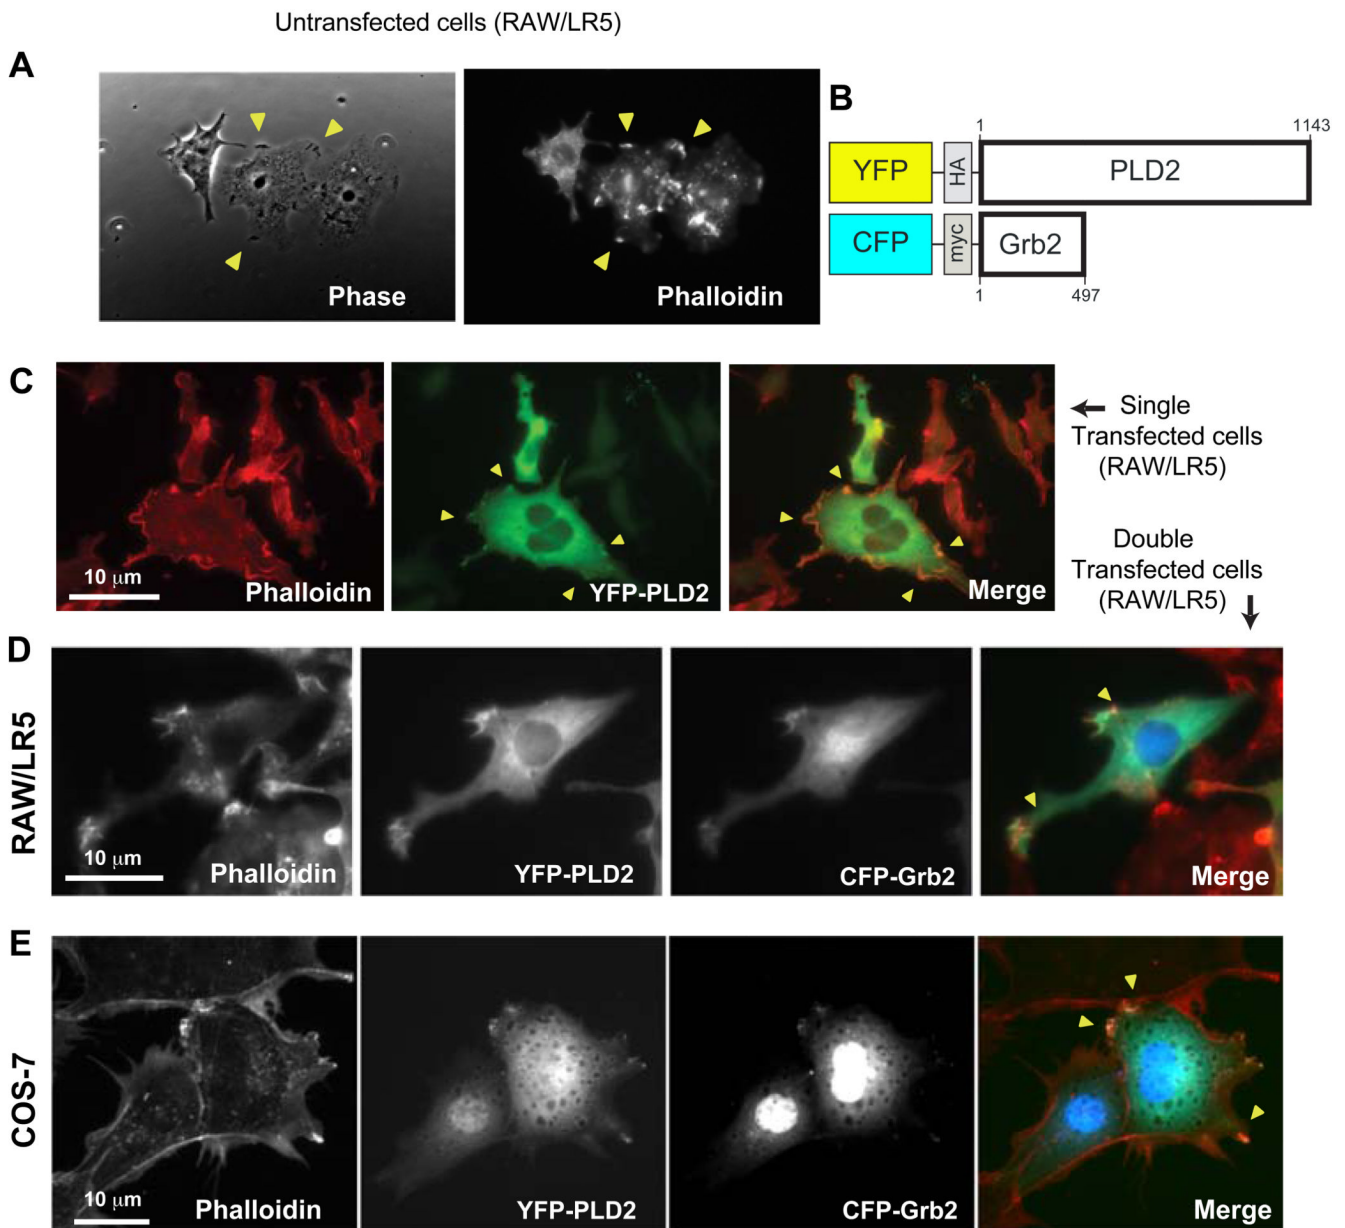 Untransfected cells (RAW/LR5)
A
Phase
Phalloidin
B
1
1143
YFP
HA
PLD2
CFP
myc
Grb2
1
497
C
10 μm
Phalloidin
YFP-PLD2
Merge
Single
Transfected cells
(RAW/LR5)
Double
Transfected cells
(RAW/LR5)
D
RAW/LR5
10 μm
Phalloidin
YFP-PLD2
CFP-Grb2
Merge
E
COS-7
10 μm
Phalloidin
YFP-PLD2
CFP-Grb2
Merge